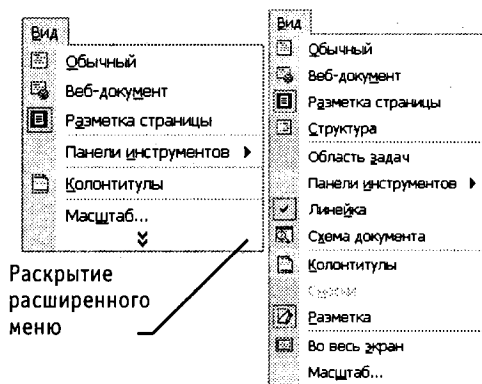 Вид
Обычный
Веб-документ
Разметка страницы
Панели инструментов
Колонтитулы
Масштаб...
Раскрытие
расширенного
меню
Вид
Обычный
Веб-документ
Разметка страницы
Структура
Область задач
Панели инструментов
Линейка
Схема документа
Колонтитулы
Сноски
Разметка
Во весь экран
Масштаб...